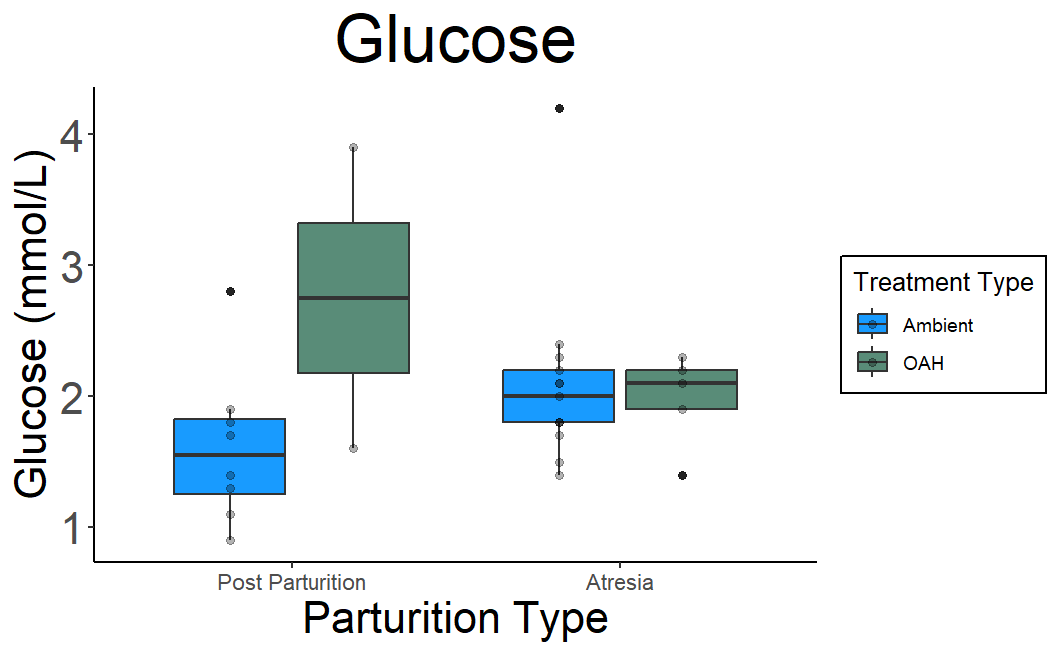 Glucose
Glucose (mmol/L)
4
3
2
1
Post Parturition
Atresia
Parturition Type
Treatment Type
Ambient
OAH